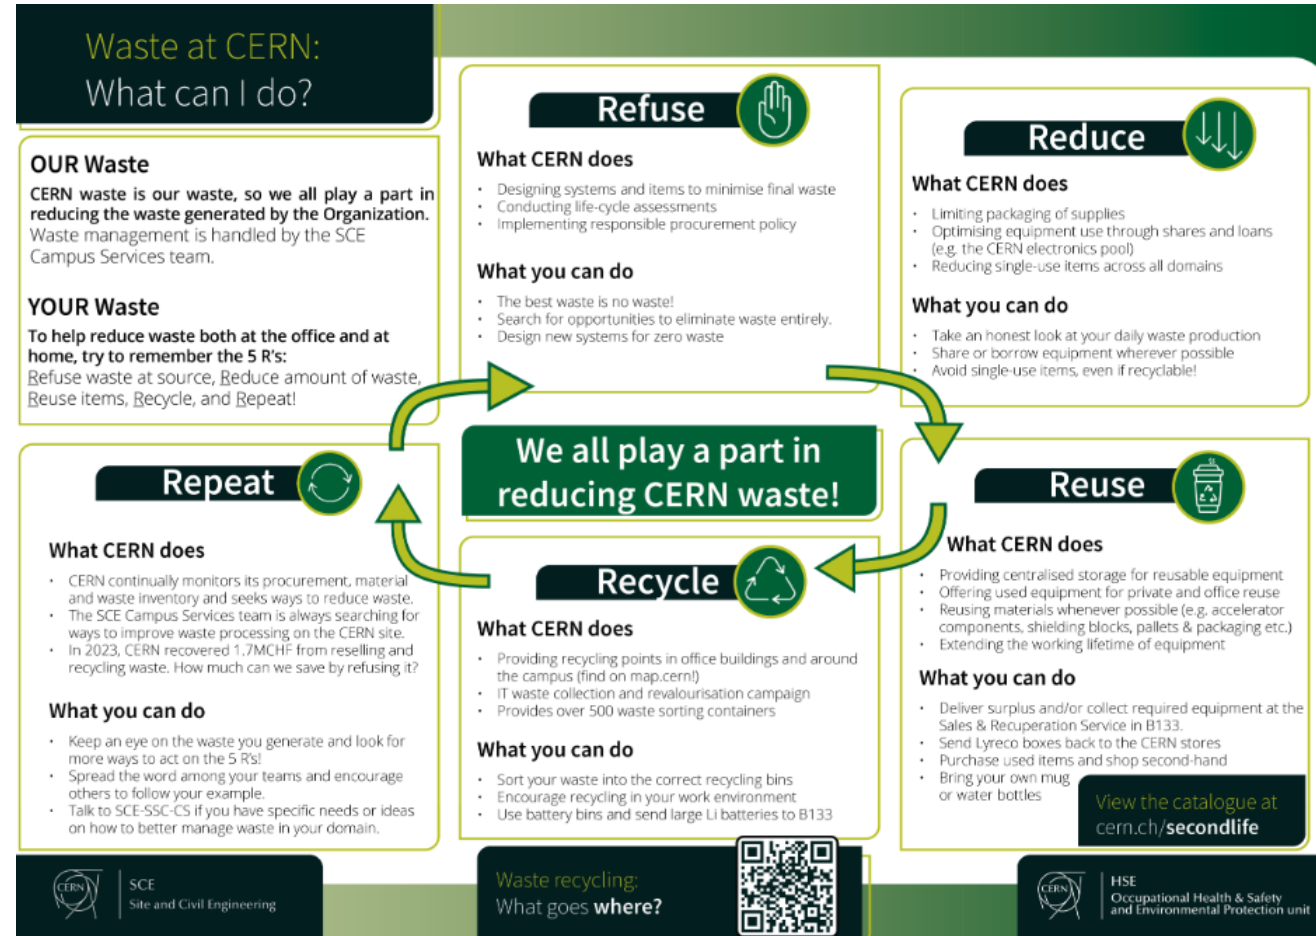 Waste at CERN:
What can I do?
OUR Waste
CERN waste is our waste, so we all play a part in
reducing the waste generated by the Organization.
Waste management is handled by the SCE
Campus Services team.
YOUR Waste
To help reduce waste both at the office and at
home, try to remember the 5 R's:
Refuse waste at source, Reduce amount of waste,
Reuse items, Recycle, and Repeat!
Refuse
What CERN does
• Designing systems and items to minimise final waste
• Conducting life-cycle assessments
• Implementing responsible procurement policy
What you can do
• The best waste is no waste!
• Search for opportunities to eliminate waste entirely.
• Design new systems for zero waste
Reduce
What CERN does
• Limiting packaging of supplies
• Optimising equipment use through shares and loans
(e.g. the CERN electronics pool)
• Reducing single-use items across all domains
What you can do
• Take an honest look at your daily waste production
• Share or borrow equipment wherever possible
• Avoid single-use items, even if recyclable!
We all play a part in
reducing CERN waste!
Reuse
What CERN does
• Providing centralised storage for reusable equipment
• Offering used equipment for private and office reuse
• Reusing materials whenever possible (e.g. accelerator
components, shielding blocks, pallets & packaging etc.)
• Extending the working lifetime of equipment
What you can do
• Deliver surplus and/or collect required equipment at the
Sales & Recuperation Service in B133.
• Send Lyreco boxes back to the CERN stores
• Purchase used items and shop second-hand
• Bring your own mug
or water bottles
View the catalogue at
cern.ch/secondlife
Recycle
What CERN does
• Providing recycling points in office buildings and around
the campus (find on map.cern!)
• IT waste collection and revalourisation campaign
• Provides over 500 waste sorting containers
What you can do
• Sort your waste into the correct recycling bins
• Encourage recycling in your work environment
• Use battery bins and send large Li batteries to B133
Repeat
What CERN does
• CERN continually monitors its procurement, material
and waste inventory and seeks ways to reduce waste.
• The SCE Campus Services team is always searching for
ways to improve waste processing on the CERN site.
• In 2023, CERN recovered 1.7MCHF from reselling and
recycling waste. How much can we save by refusing it?
What you can do
• Keep an eye on the waste you generate and look for
more ways to act on the 5 R's!
• Spread the word among your teams and encourage
others to follow your example.
• Talk to SCE-SSC-CS if you have specific needs or ideas
on how to better manage waste in your domain.
CERN
SCE
Site and Civil Engineering
Waste recycling:
What goes where?
CERN
HSE
Occupational Health & Safety
and Environmental Protection unit